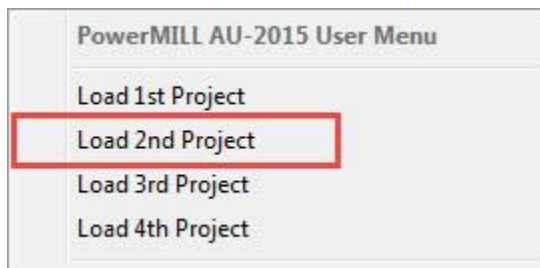 PowerMILL AU-2015 User Menu
Load 1st Project
Load 2nd Project
Load 3rd Project
Load 4th Project